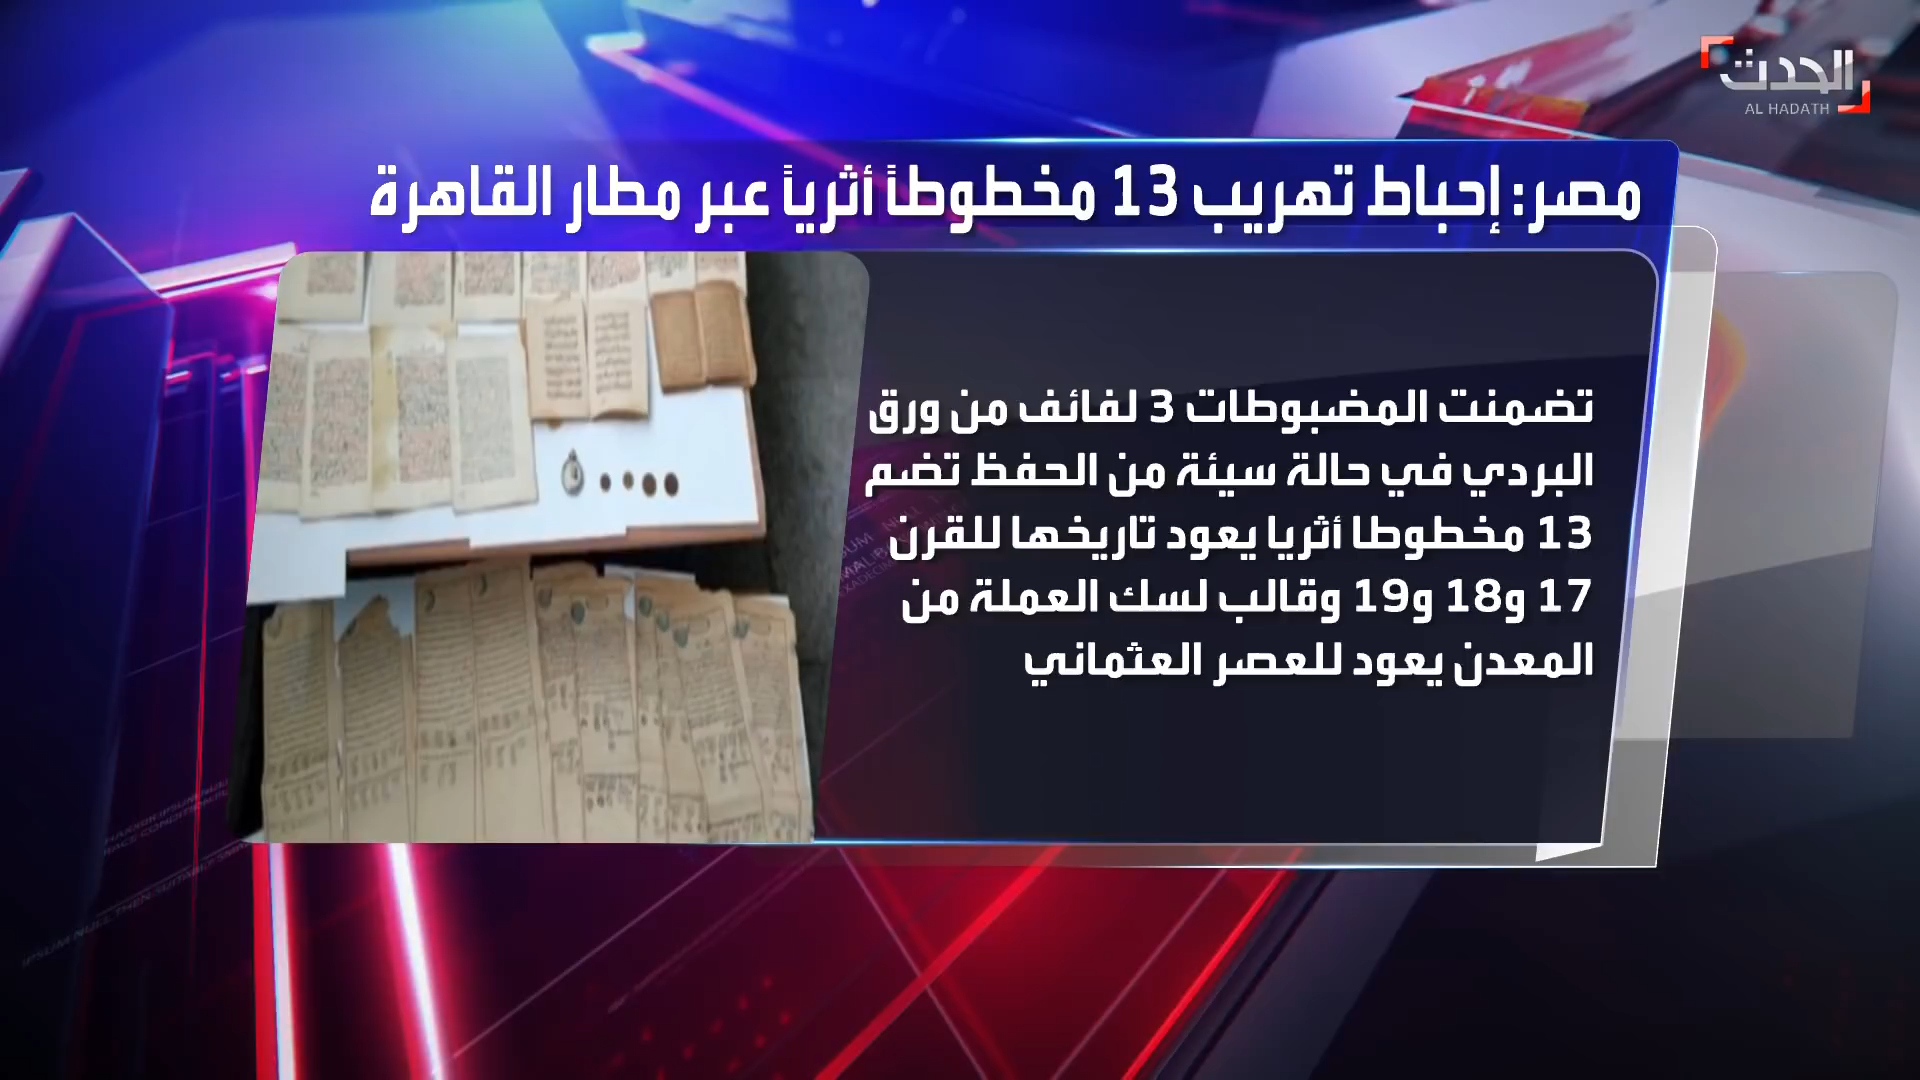 الحدث
AL HADATH
مصر: إحباط تهريب 13 مخطوطاً أثرياً عبر مطار القاهرة
تضمنت المضبوطات 3 لفائف من ورق
البردي في حالة سيئة من الحفظ تضم
13 مخطوطا أثريا يعود تاريخها للقرن
17 و18 و19 وقالب لسك العملة من
المعدن يعود للعصر العثماني